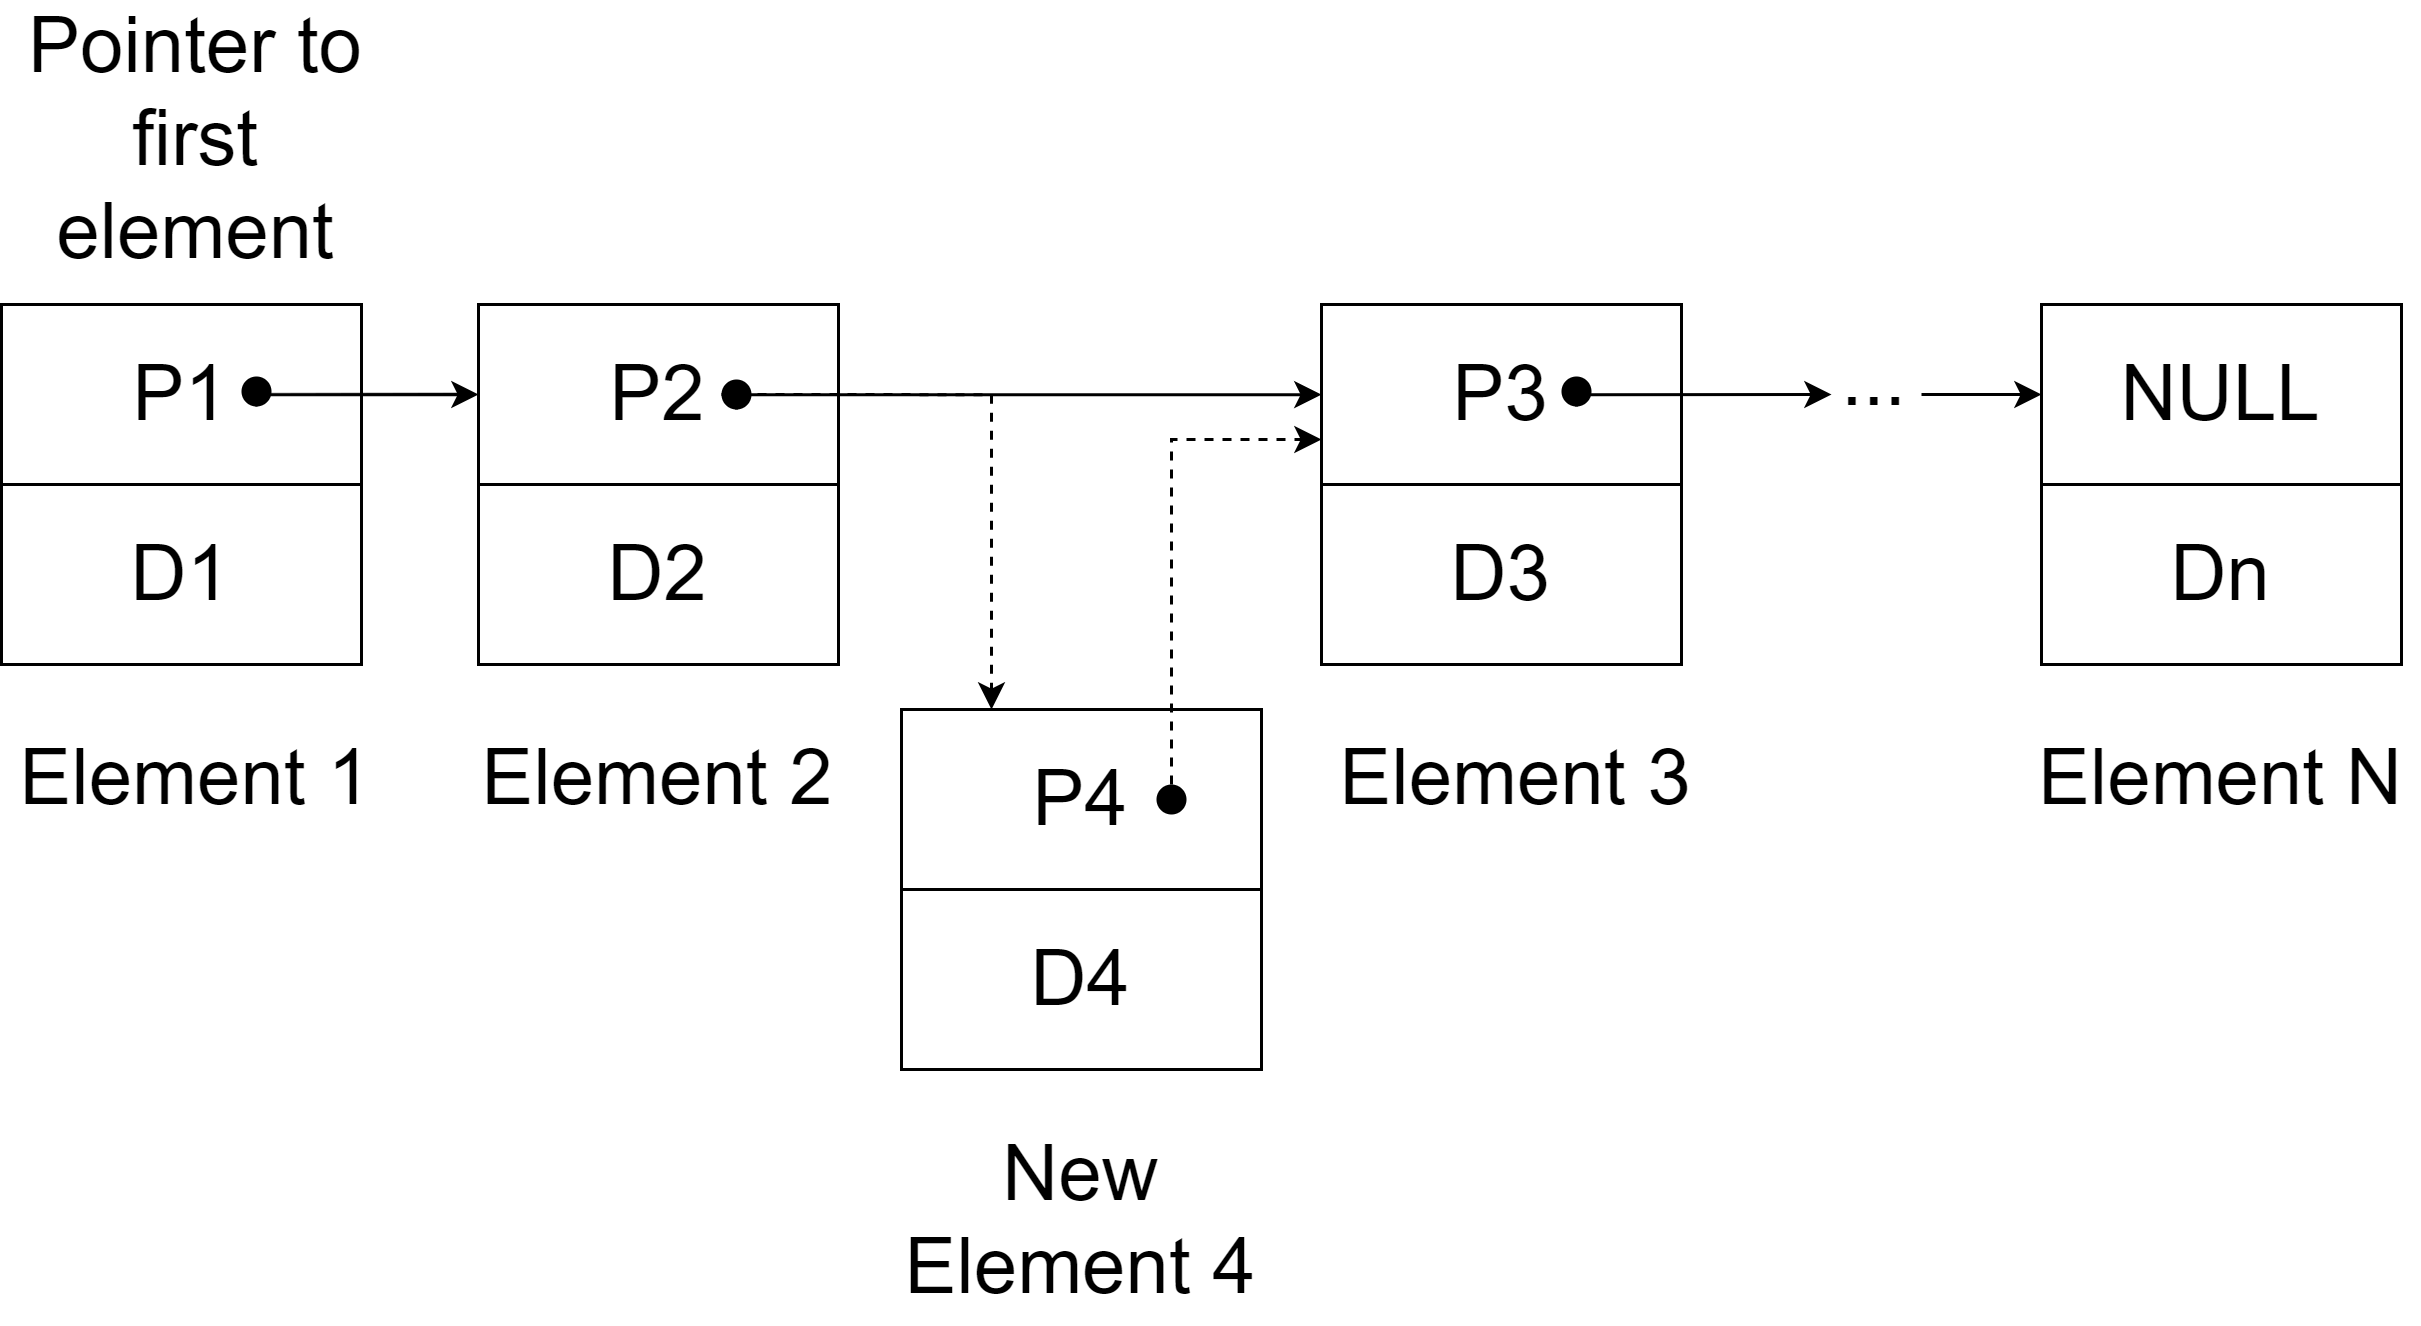 Pointer to
first
element
P1
P2
P3
...
NULL
D1
D2
D3
Dn
Element 1
Element 2
Element 3
Element N
P4
D4
New
Element 4